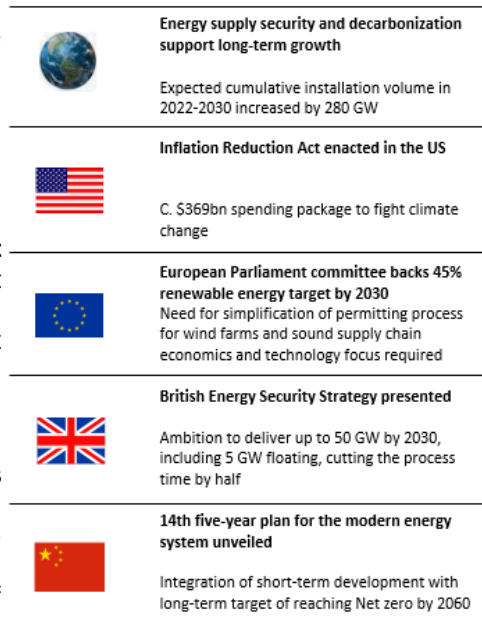 Energy supply security and decarbonization
support long-term growth
Expected cumulative installation volume in
2022-2030 increased by 280 GW
Inflation Reduction Act enacted in the US
C. $369bn spending package to fight climate
change
European Parliament committee backs 45%
renewable energy target by 2030
Need for simplification of permitting process
for wind farms and sound supply chain
economics and technology focus required
British Energy Security Strategy presented
Ambition to deliver up to 50 GW by 2030,
including 5 GW floating, cutting the process
time by half
14th five-year plan for the modern energy
system unveiled
Integration of short-term development with
long-term target of reaching Net zero by 2060